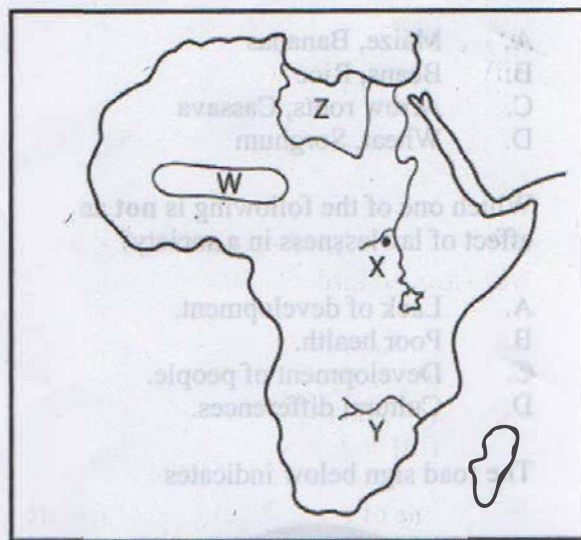 A. Maize, Bananas
B. Beans, Rice
Z
C. Arrow roots, Cassava
D. Wheat, Sorghum
W
Which one of the following is not an
effect of lawlessness in a society?
X
A. Lack of development.
B. Poor health.
C. Development of people.
D. Cultural differences.
Y
The road sign below indicates